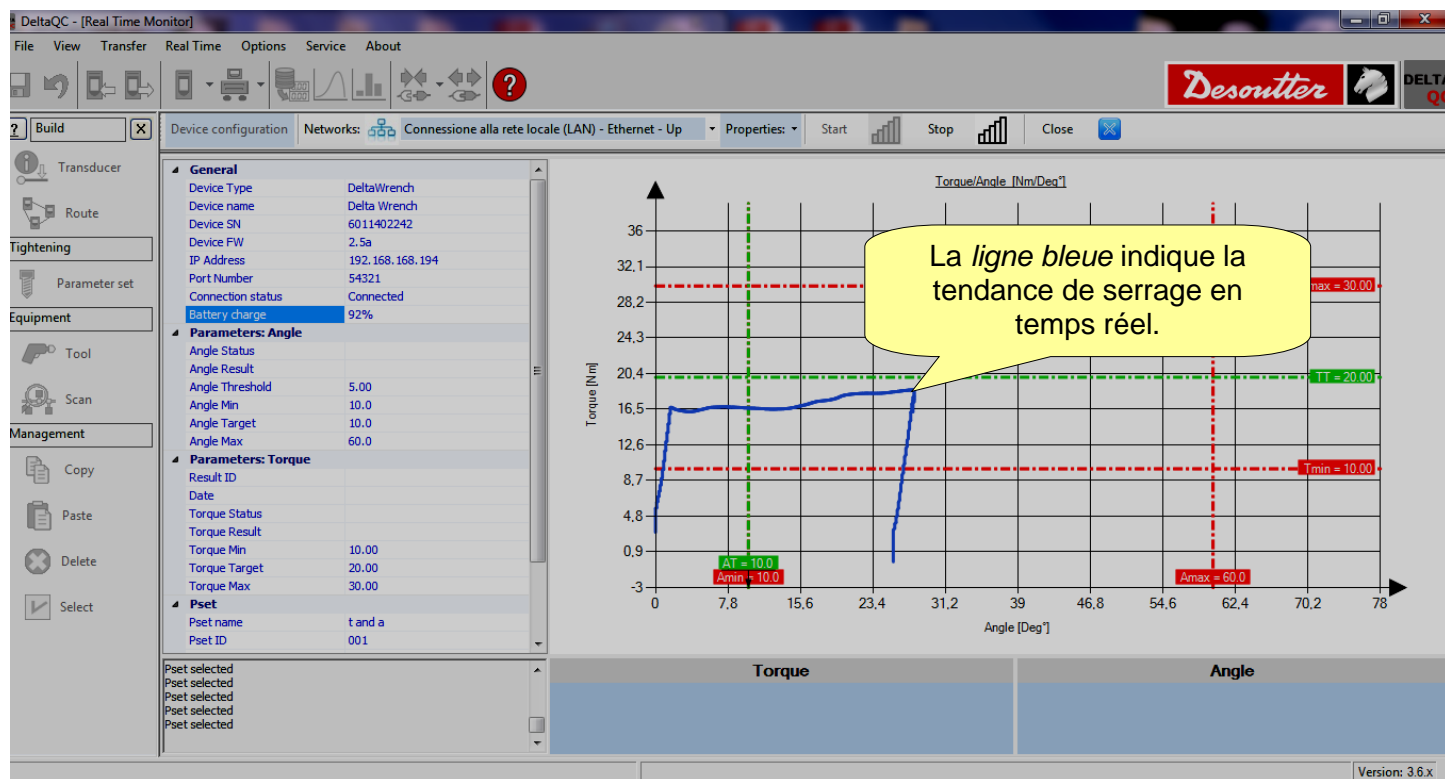 DeltaQC - [Real Time Monitor]
File View Transfer Real Time Options Service About
Desoutter
DELTA
QC
? Build X
Device configuration Networks: Connessione alla rete locale (LAN) - Ethernet - Up Properties: Start Stop Close
Transducer
Route
Tightening
Parameter set
Equipment
Tool
Scan
Management
Copy
Paste
Delete
Select
General
Device Type DeltaWrench
Device name Delta Wrench
Device SN 6011402242
Device FW 2.5a
IP Address 192.168.168.194
Port Number 54321
Connection status Connected
Battery charge 92%
Parameters: Angle
Angle Status
Angle Result
Angle Threshold 5.00
Angle Min 10.0
Angle Target 10.0
Angle Max 60.0
Parameters: Torque
Result ID
Date
Torque Status
Torque Result
Torque Min 10.00
Torque Target 20.00
Torque Max 30.00
Pset
Pset name t and a
Pset ID 001
Pset selected
Pset selected
Pset selected
Pset selected
Pset selected
Torque/Angle [Nm/Deg°]
La ligne bleue indique la
tendance de serrage en
temps réel.
max = 30.00
TT = 20.00
Tmin = 10.00
AT = 10.0
Amin = 10.0
Amax = 60.0
Torque [Nm]
36
32,1
28,2
24,3
20,4
16,5
12,6
8,7
4,8
0,9
-3
0 7,8 15,6 23,4 31,2 39 46,8 54,6 62,4 70,2 78
Angle [Deg°]
Torque Angle
Version: 3.6.x